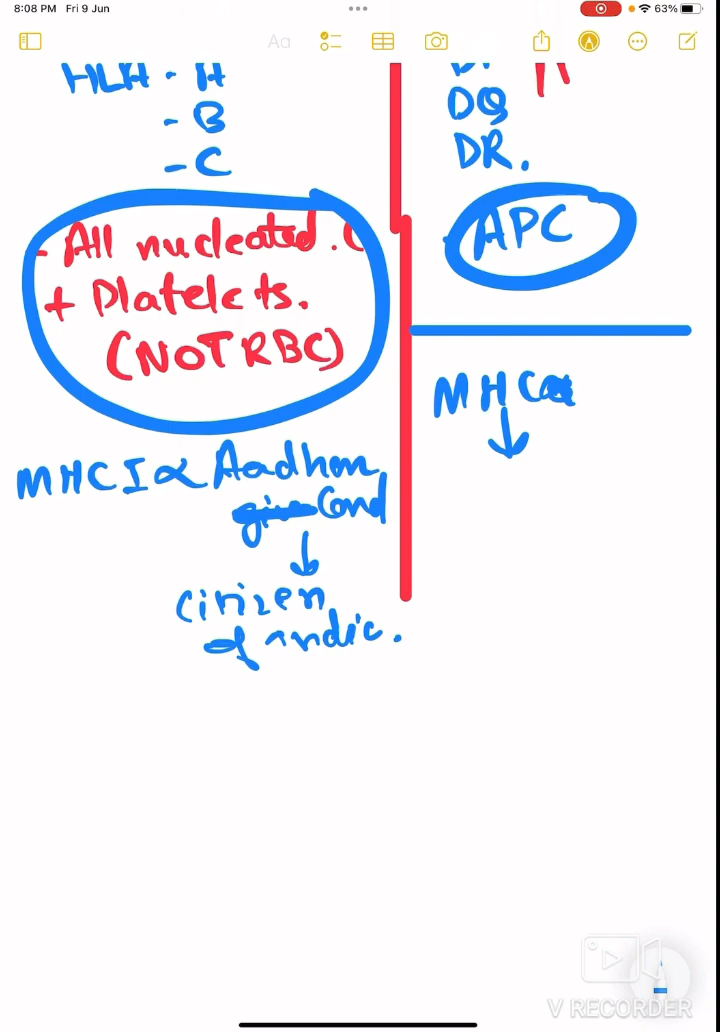 8:08 PM Fri 9 Jun
63%
Aa
HLA - A
- B
- C
- All nucleated.
+ Platelets.
(NOT RBC)
MHC I α Aadhar
Card
Citizen
of India.
DQ
DR.
APC
MHC
V RECORDER